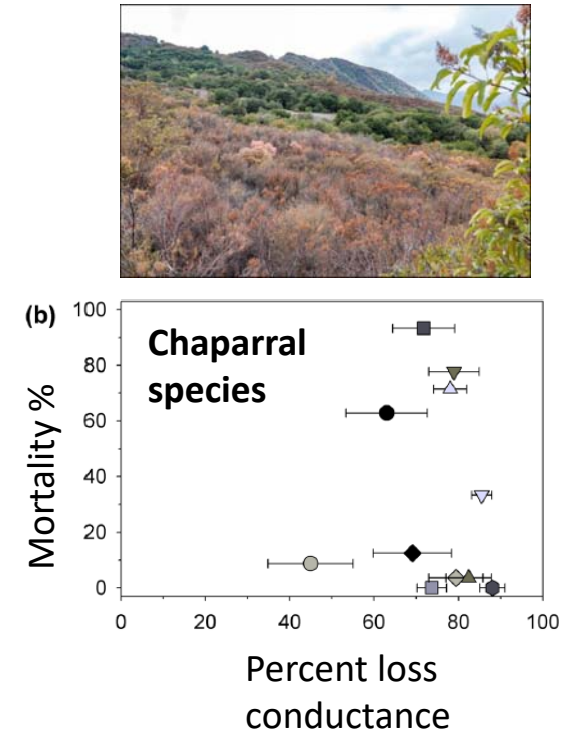 (b)
Chaparral
species
Mortality %
100
80
60
40
20
0
0 20 40 60 80 100
Percent loss
conductance